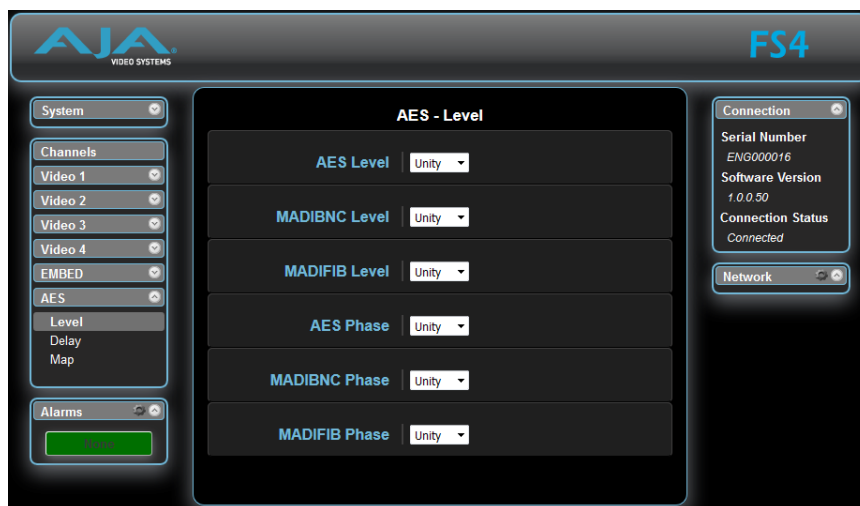 AJA
VIDEO SYSTEMS
FS4
System
Channels
Video 1
Video 2
Video 3
Video 4
EMBED
AES
Level
Delay
Map
Alarms
None
AES - Level
AES Level Unity
MADIBNC Level Unity
MADIFIB Level Unity
AES Phase Unity
MADIBNC Phase Unity
MADIFIB Phase Unity
Connection
Serial Number
ENG000016
Software Version
1.0.0.50
Connection Status
Connected
Network